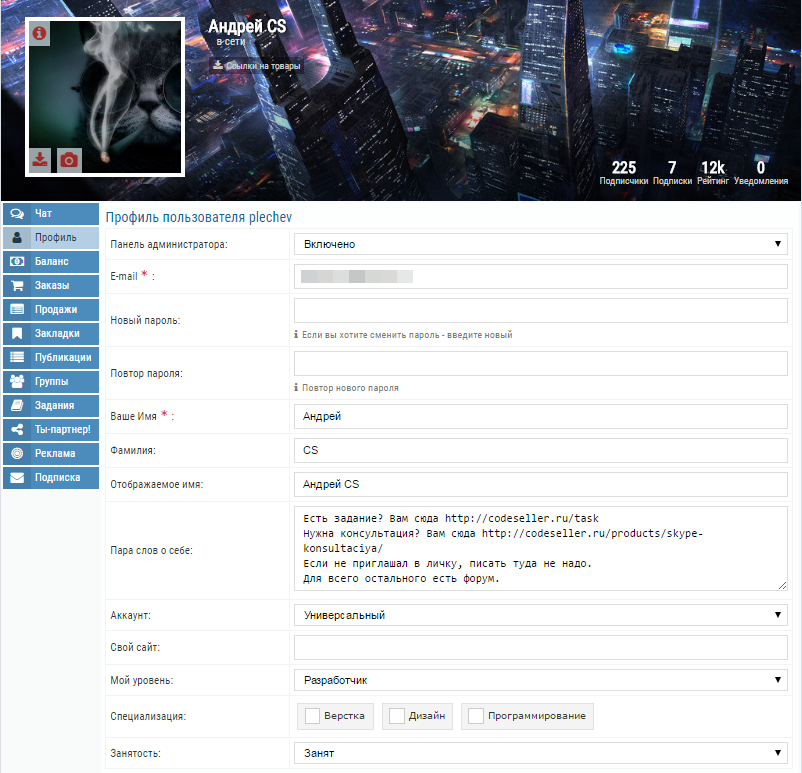 Андрей CS
в сети
Ссылки на товары
225 7 12k 0
Подписчики Подписки Рейтинг Уведомления
Чат
Профиль
Баланс
Заказы
Продажи
Закладки
Публикации
Группы
Задания
Ты-партнер!
Реклама
Подписка
Профиль пользователя plechev
Панель администратора: Включено
E-mail * :
Новый пароль:
Если вы хотите сменить пароль - введите новый
Повтор пароля:
Повтор нового пароля
Ваше Имя * : Андрей
Фамилия: CS
Отображаемое имя: Андрей CS
Пара слов о себе:
Есть задание? Вам сюда http://codeseller.ru/task
Нужна консультация? Вам сюда http://codeseller.ru/products/skype-
konsultaciya/
Если не приглашал в личку, писать туда не надо.
Для всего остального есть форум.
Аккаунт: Универсальный
Свой сайт:
Мой уровень: Разработчик
Специализация: Верстка Дизайн Программирование
Занятость: Занят